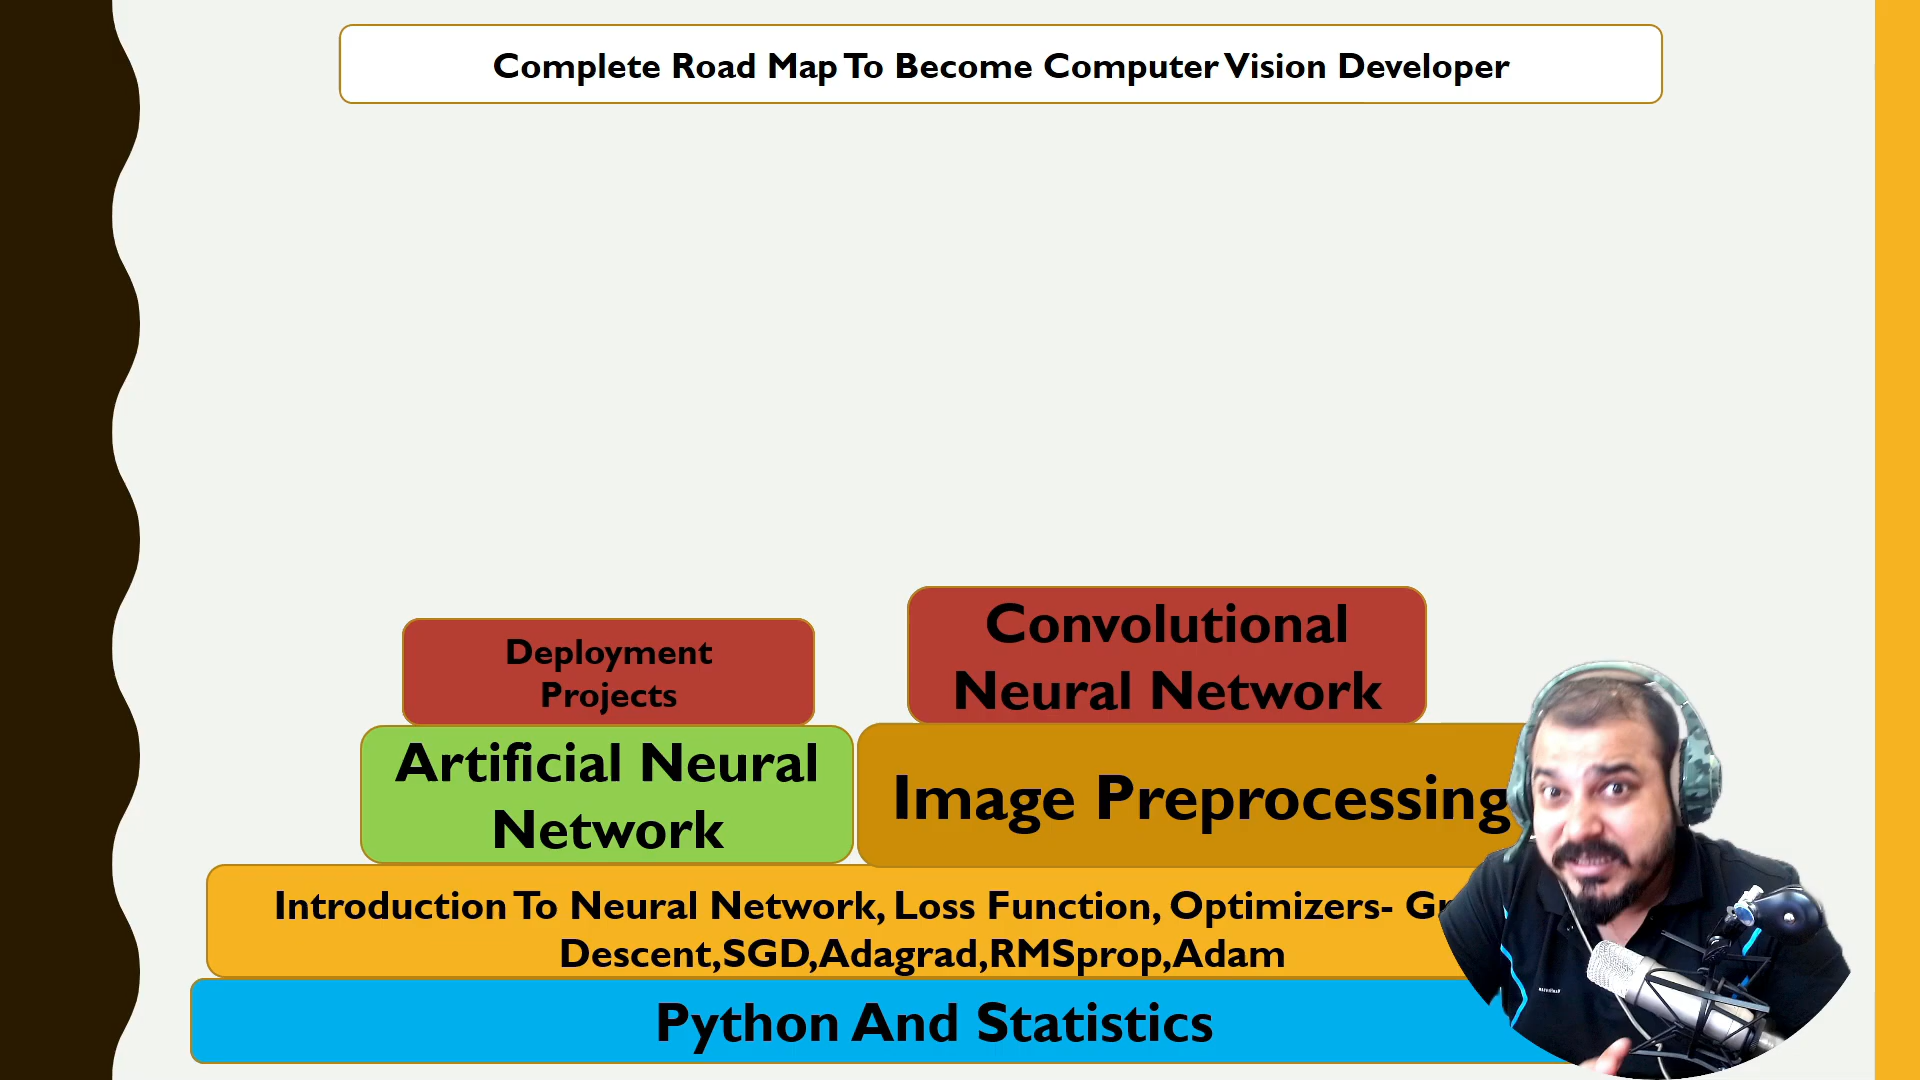 Complete Road Map To Become Computer Vision Developer
Convolutional
Neural Network
Deployment
Projects
Artificial Neural
Network
Image Preprocessing
Introduction To Neural Network, Loss Function, Optimizers-
Descent,SGD,Adagrad,RMSprop,Adam
Python And Statistics